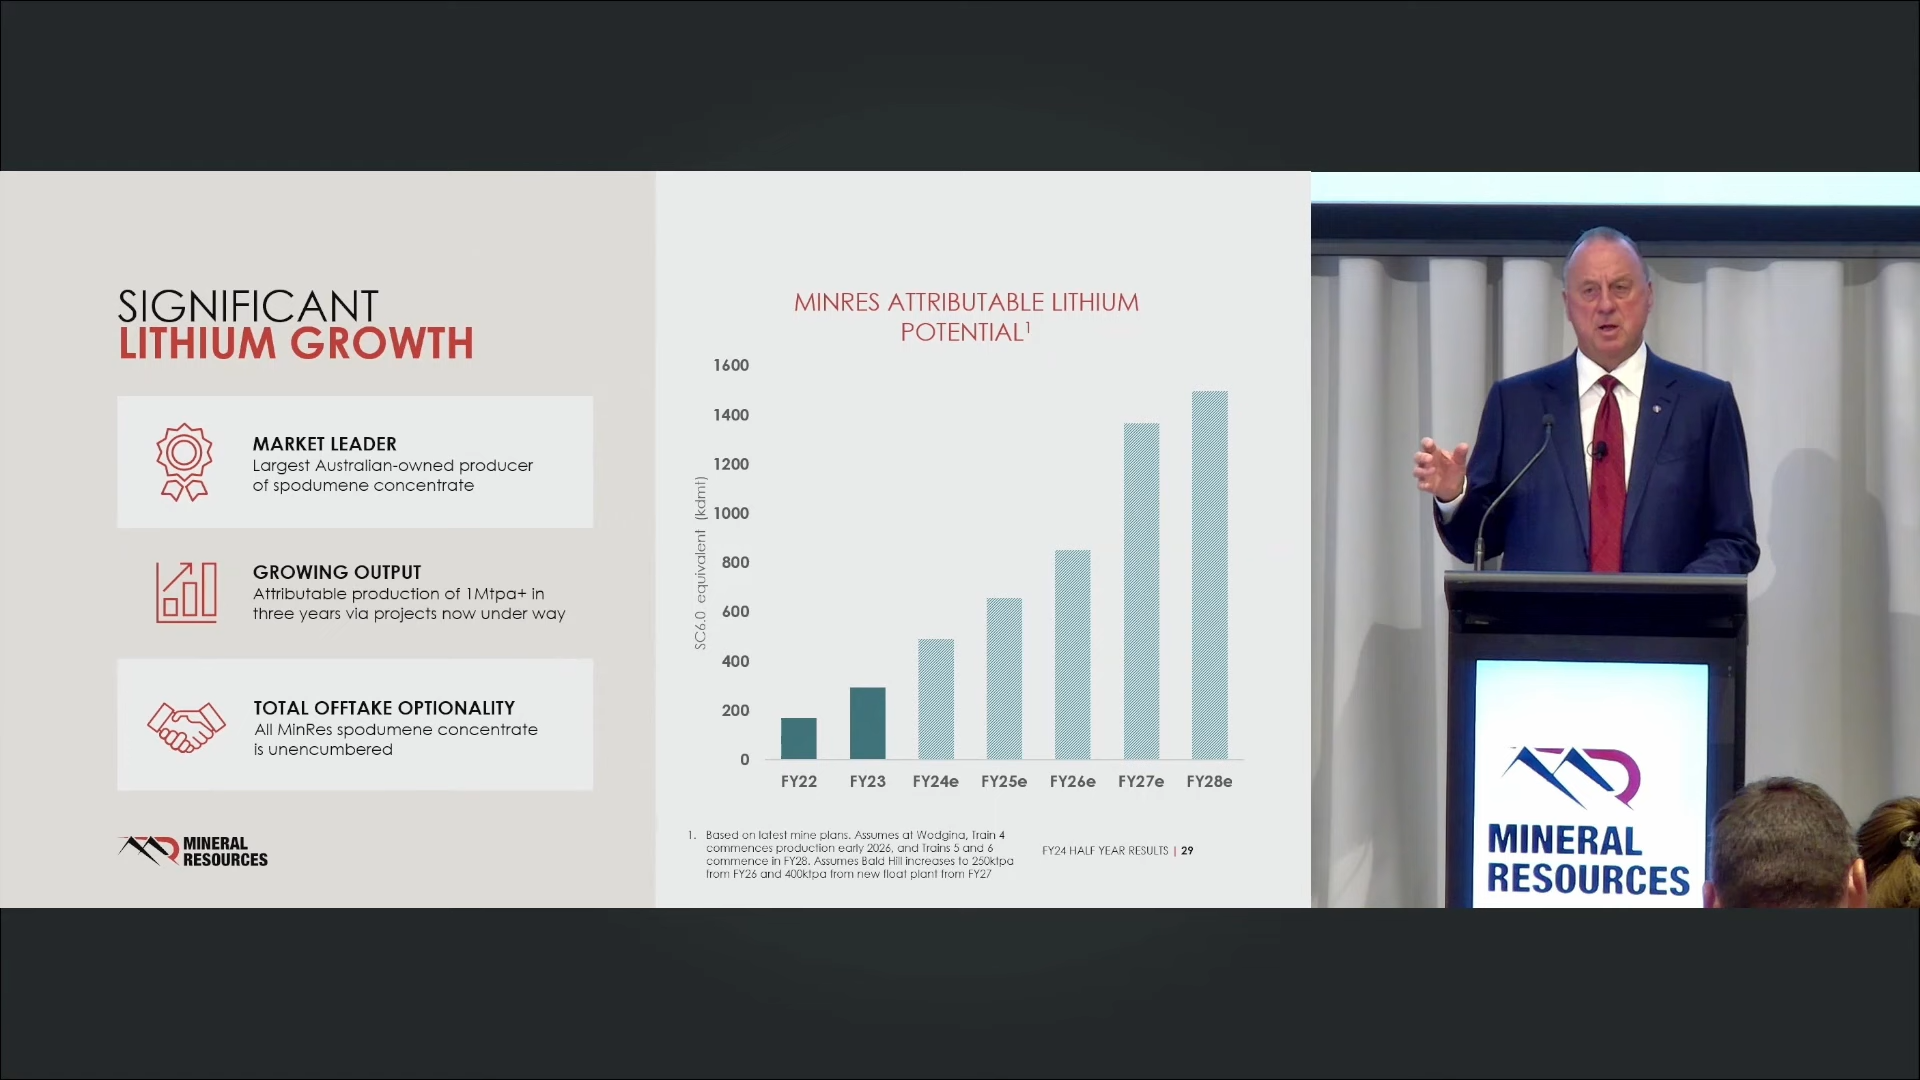 SIGNIFICANT
LITHIUM GROWTH
MARKET LEADER
Largest Australian-owned producer
of spodumene concentrate
GROWING OUTPUT
Attributable production of 1Mtpa+ in
three years via projects now under way
TOTAL OFFTAKE OPTIONALITY
All MinRes spodumene concentrate
is unencumbered
MINERAL
RESOURCES
MINRES ATTRIBUTABLE LITHIUM
POTENTIAL¹
SC6.0 equivalent (kdmt)
1600
1400
1200
1000
800
600
400
200
0
FY22 FY23 FY24e FY25e FY26e FY27e FY28e
1. Based on latest mine plans. Assumes at Wodgina, Train 4
commences production early 2026, and Trains 5 and 6
commence in FY28. Assumes Bald Hill increases to 250ktpa
from FY26 and 400ktpa from new float plant from FY27
FY24 HALF YEAR RESULTS | 29
MINERAL
RESOURCES